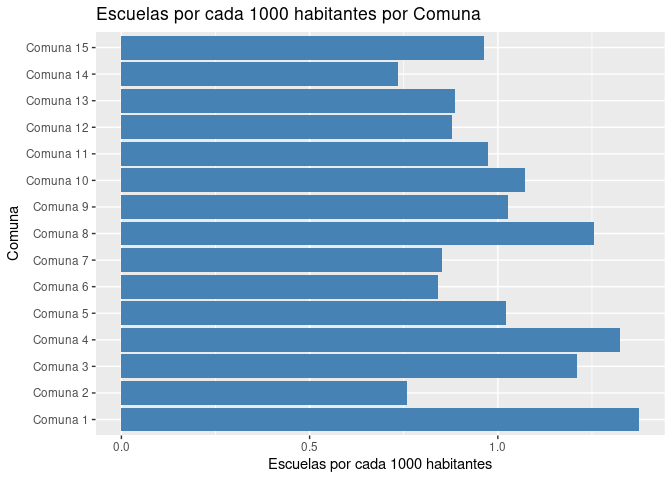 Escuelas por cada 1000 habitantes por Comuna
Comuna 15
Comuna 14
Comuna 13
Comuna 12
Comuna 11
Comuna 10
Comuna 9
Comuna 8
Comuna 7
Comuna 6
Comuna 5
Comuna 4
Comuna 3
Comuna 2
Comuna 1
Comuna
0.0 0.5 1.0
Escuelas por cada 1000 habitantes